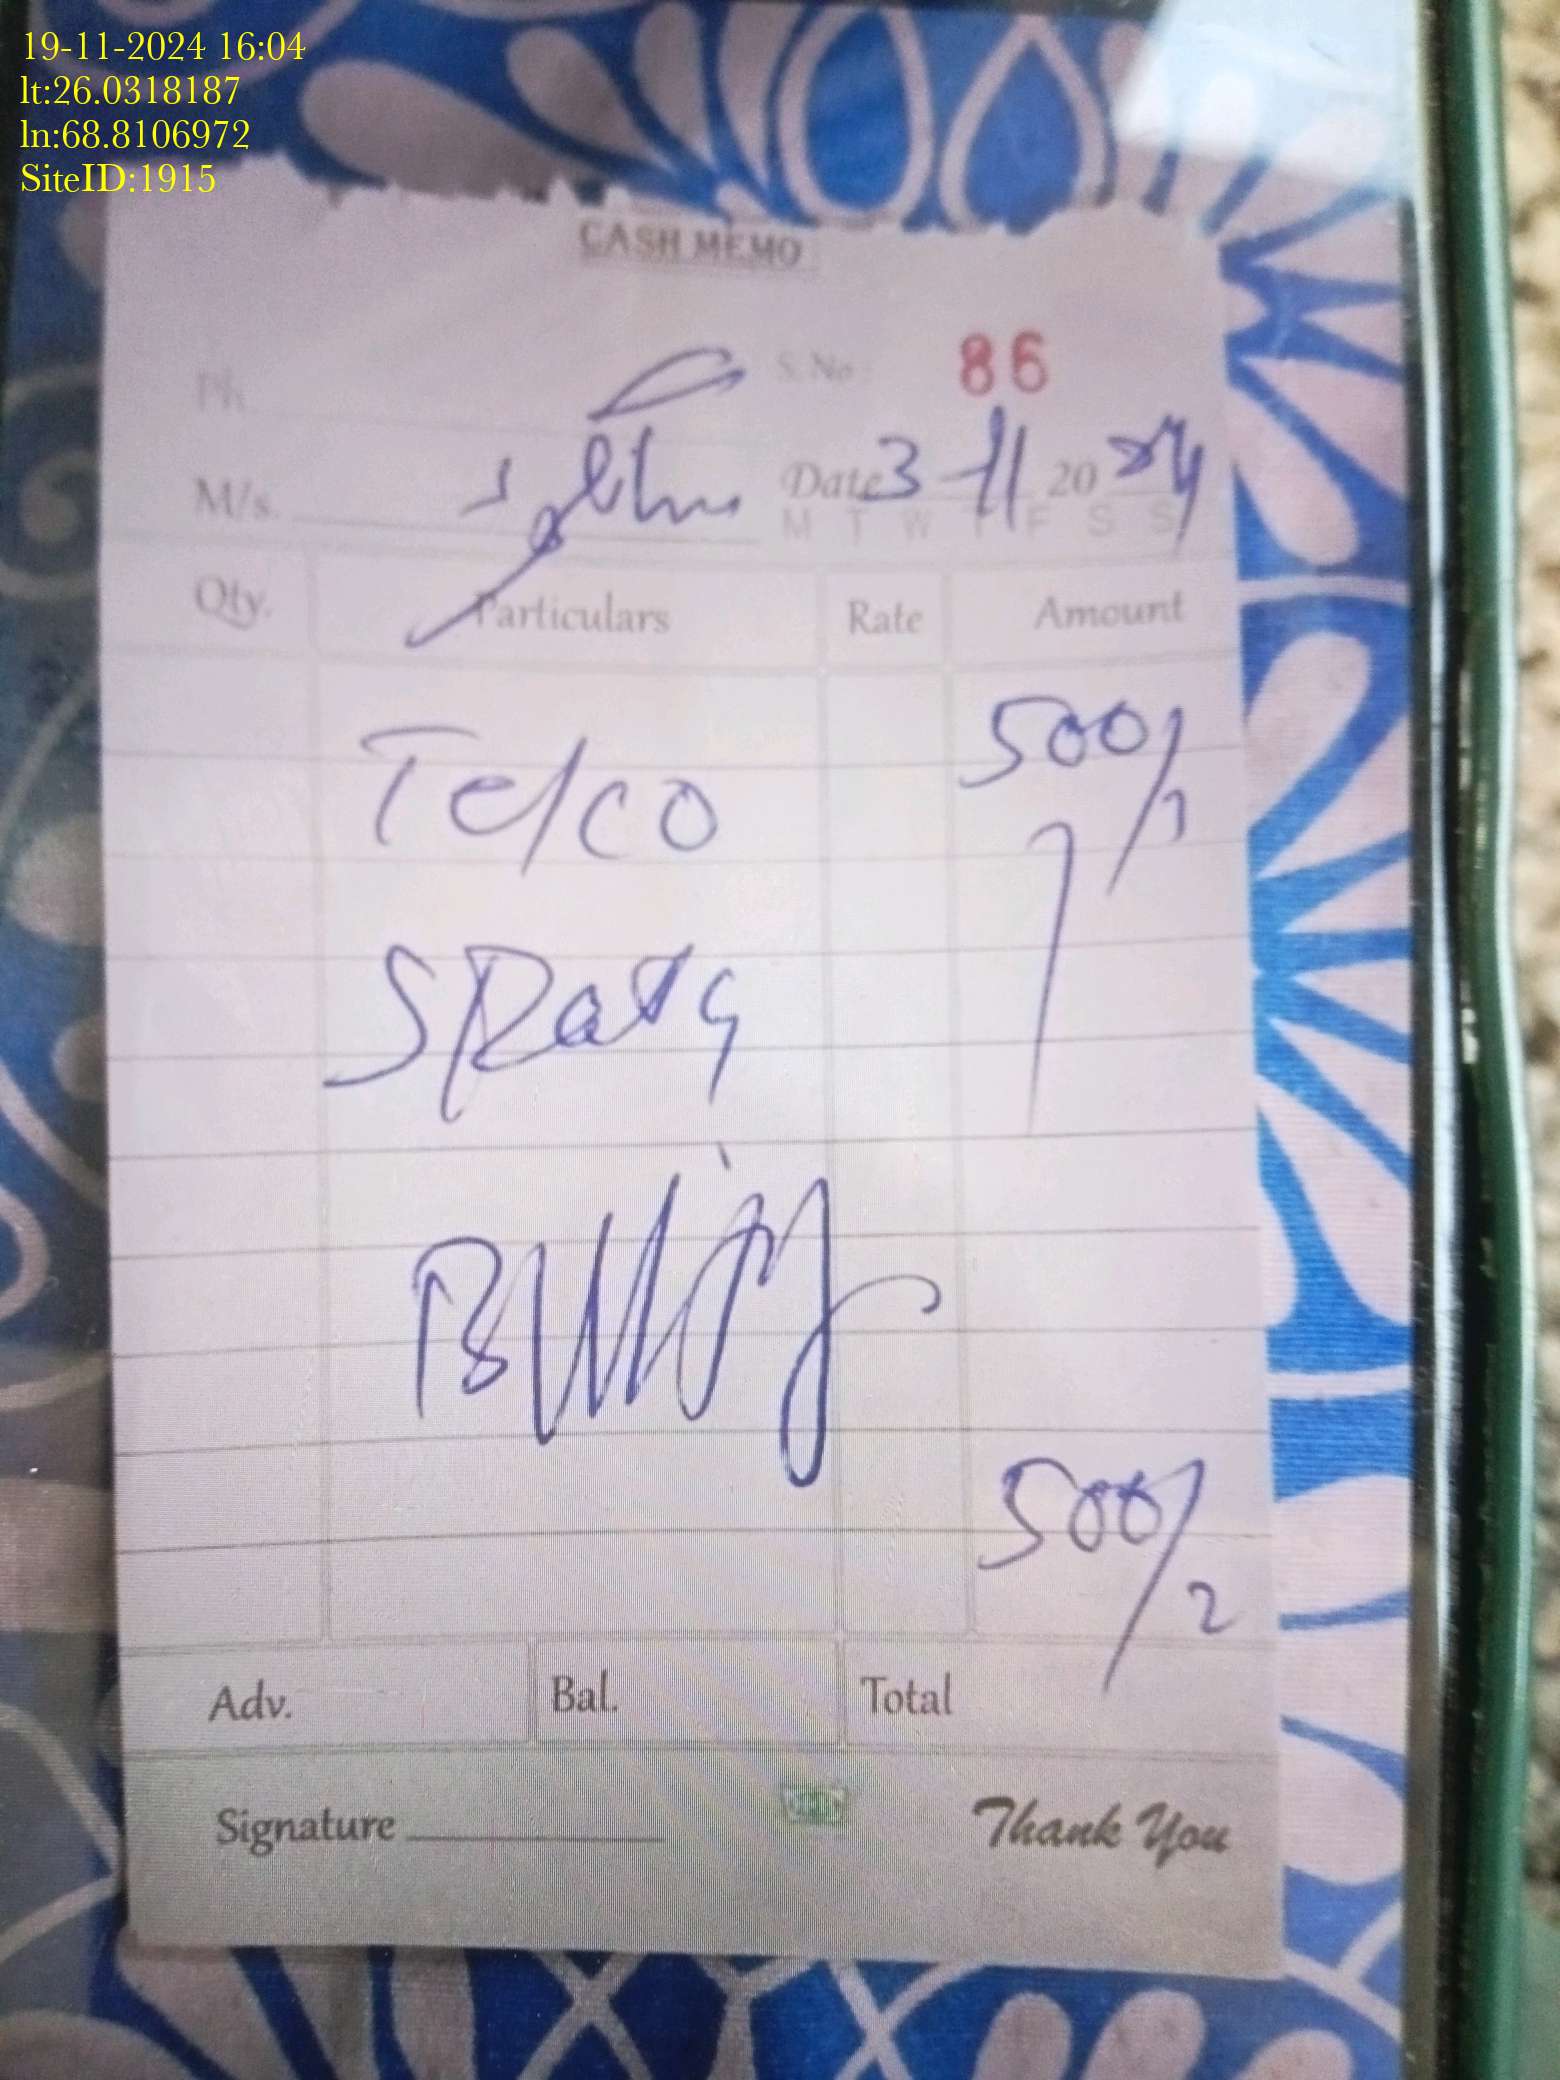 19-11-2024 16:04
lt:26.0318187
ln:68.8106972
SiteID:1915
CASH MEMO
Ph.
S. No : 86
M/s.
Date 3-11 2024
M T W T F S S
Qty. Particulars Rate Amount
Telco 500/
500/
Adv. Bal. Total
Signature
Thank You